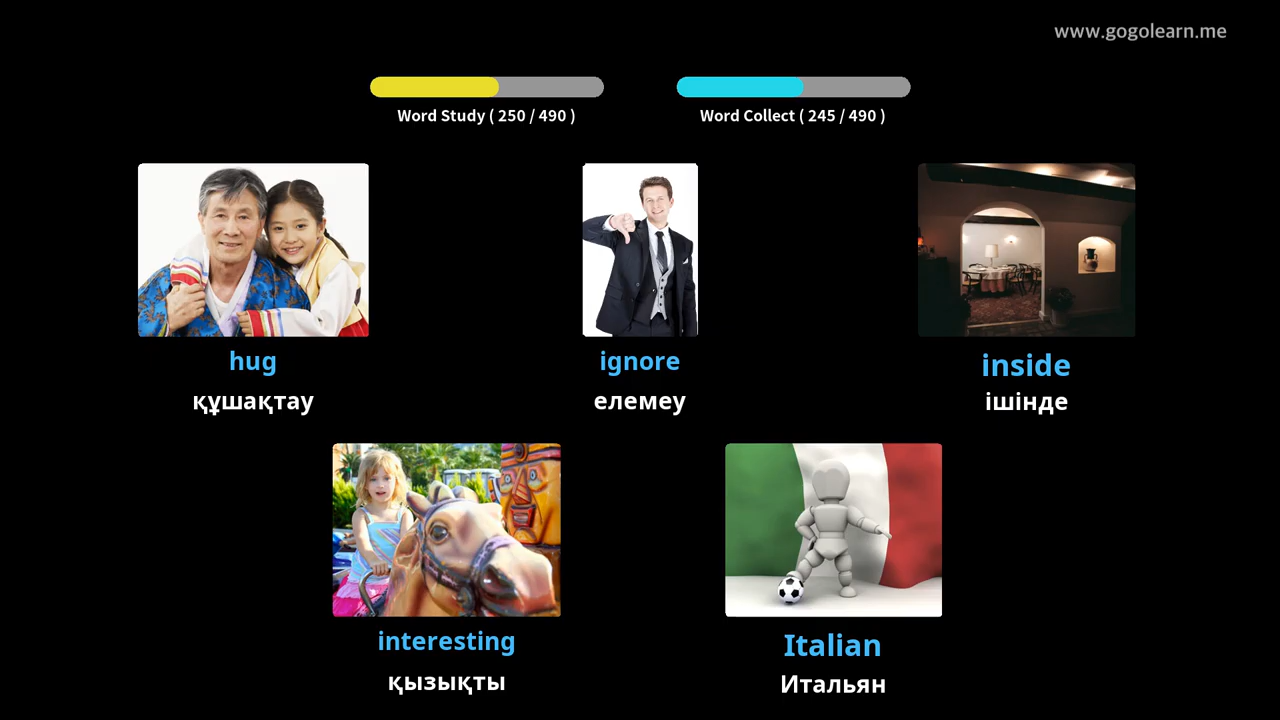 www.gogolearn.me
Word Study ( 250 / 490 )
Word Collect ( 245 / 490 )
hug
құшақтау
ignore
елемеу
inside
ішінде
interesting
қызықты
Italian
Итальян